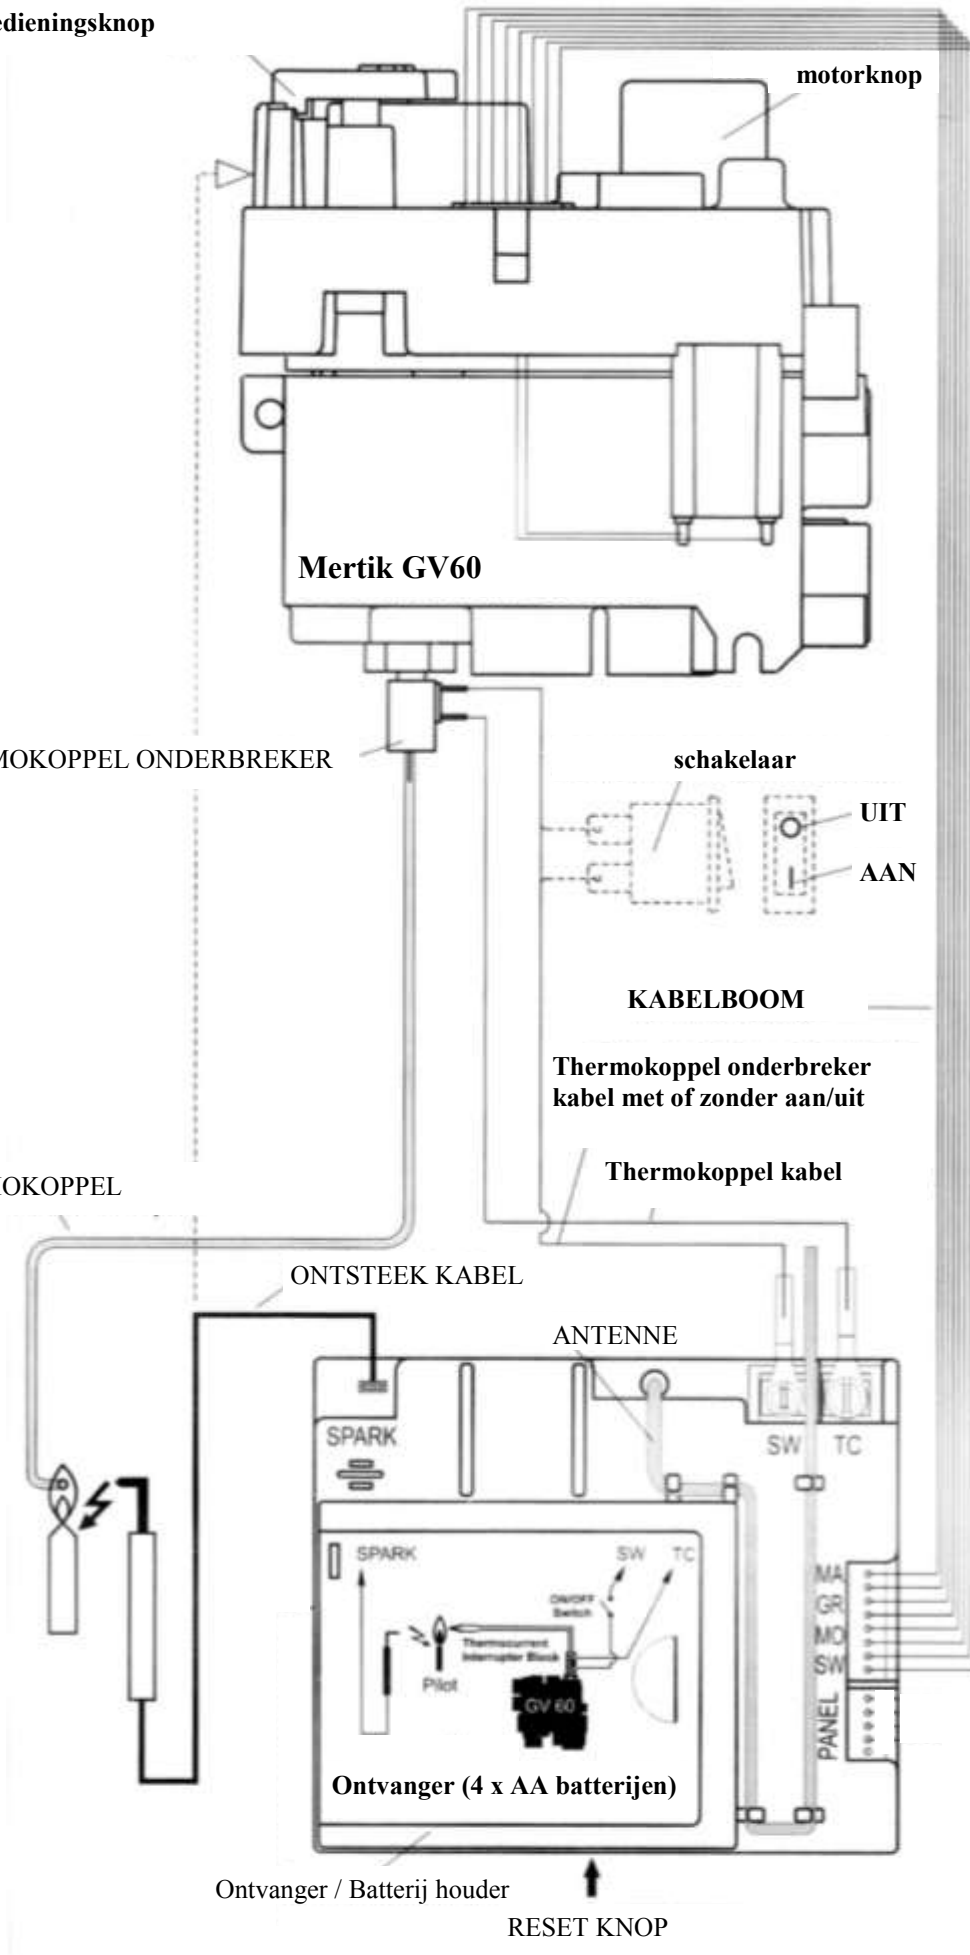 edieningsknop
motorknop
Mertik GV60
MOKOPPEL ONDERBREKER
schakelaar
UIT
AAN
KABELBOOM
Thermokoppel onderbreker
kabel met of zonder aan/uit
Thermokoppel kabel
MOKOPPEL
ONTSTEEK KABEL
ANTENNE
SPARK
SW TC
SPARK
SW TC
ON/OFF
Switch
Thermocurrent
Interrupter Block
Pilot
GV 60
MA
GR
MO
SW
PANEL
Ontvanger (4 x AA batterijen)
Ontvanger / Batterij houder
RESET KNOP